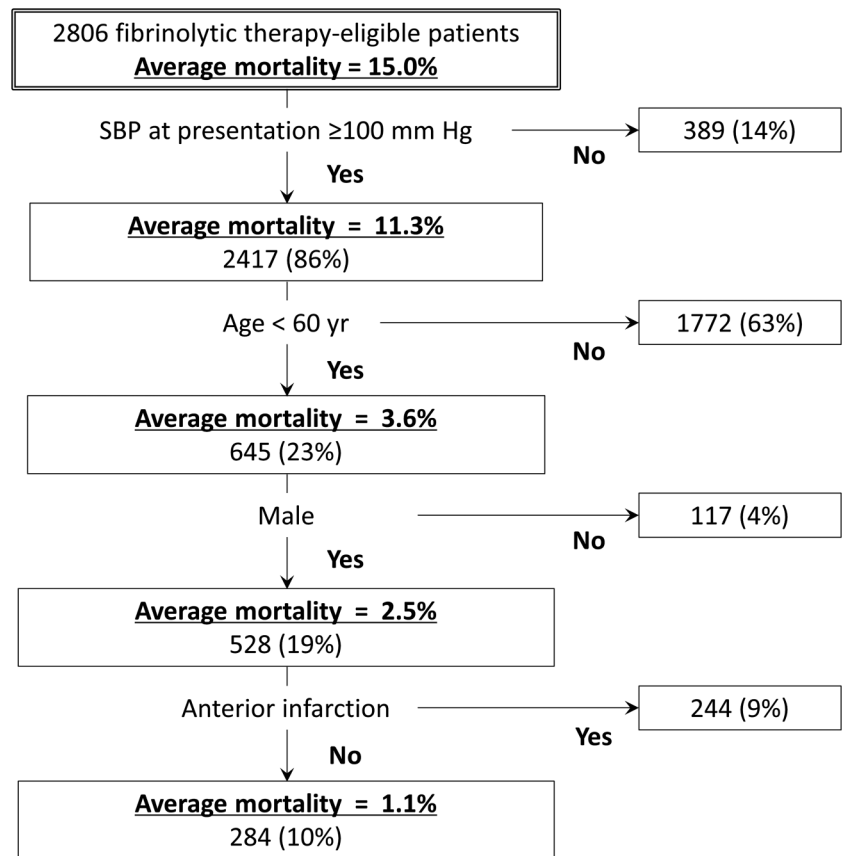 2806 fibrinolytic therapy-eligible patients
Average mortality = 15.0%
SBP at presentation ≥100 mm Hg
No
389 (14%)
Yes
Average mortality = 11.3%
2417 (86%)
Age < 60 yr
No
1772 (63%)
Yes
Average mortality = 3.6%
645 (23%)
Male
No
117 (4%)
Yes
Average mortality = 2.5%
528 (19%)
Anterior infarction
Yes
244 (9%)
No
Average mortality = 1.1%
284 (10%)